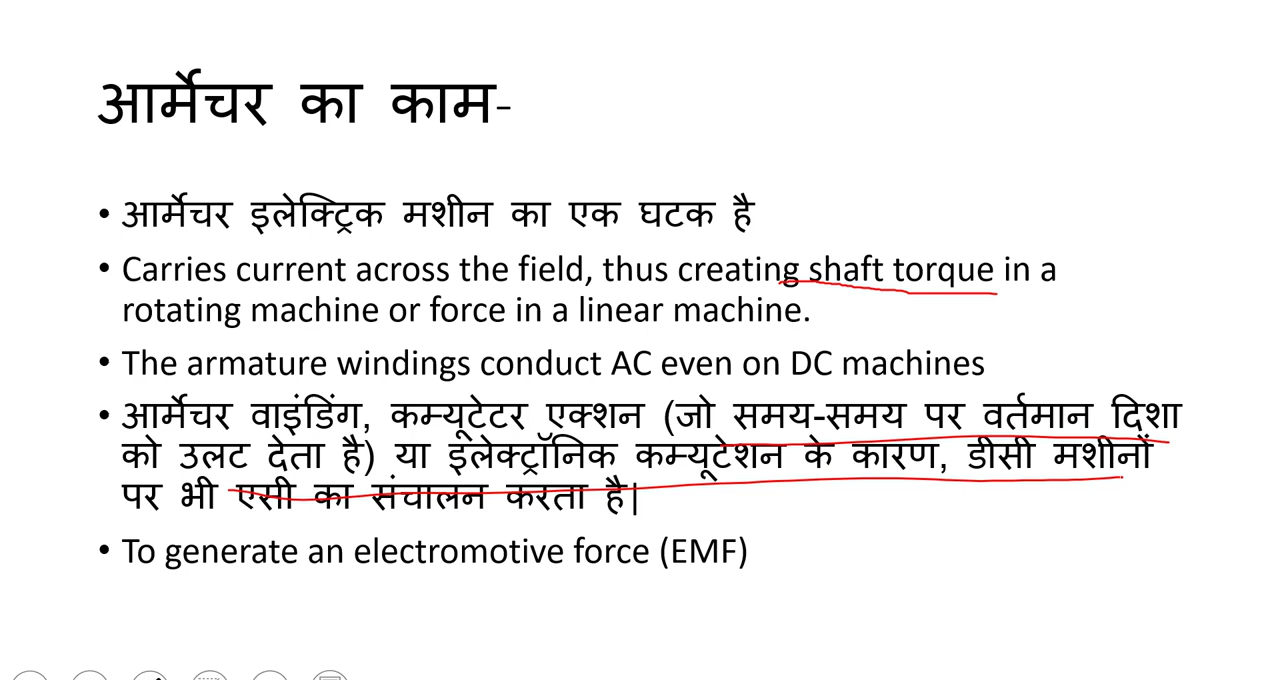 आर्मेचर का काम-
• आर्मेचर इलेक्ट्रिक मशीन का एक घटक है
• Carries current across the field, thus creating shaft torque in a
rotating machine or force in a linear machine.
• The armature windings conduct AC even on DC machines
• आर्मेचर वाइंडिंग, कम्यूटेटर एक्शन (जो समय-समय पर वर्तमान दिशा
को उलट देता है) या इलेक्ट्रॉनिक कम्यूटेशन के कारण, डीसी मशीनों
पर भी एसी का संचालन करता है|
• To generate an electromotive force (EMF)